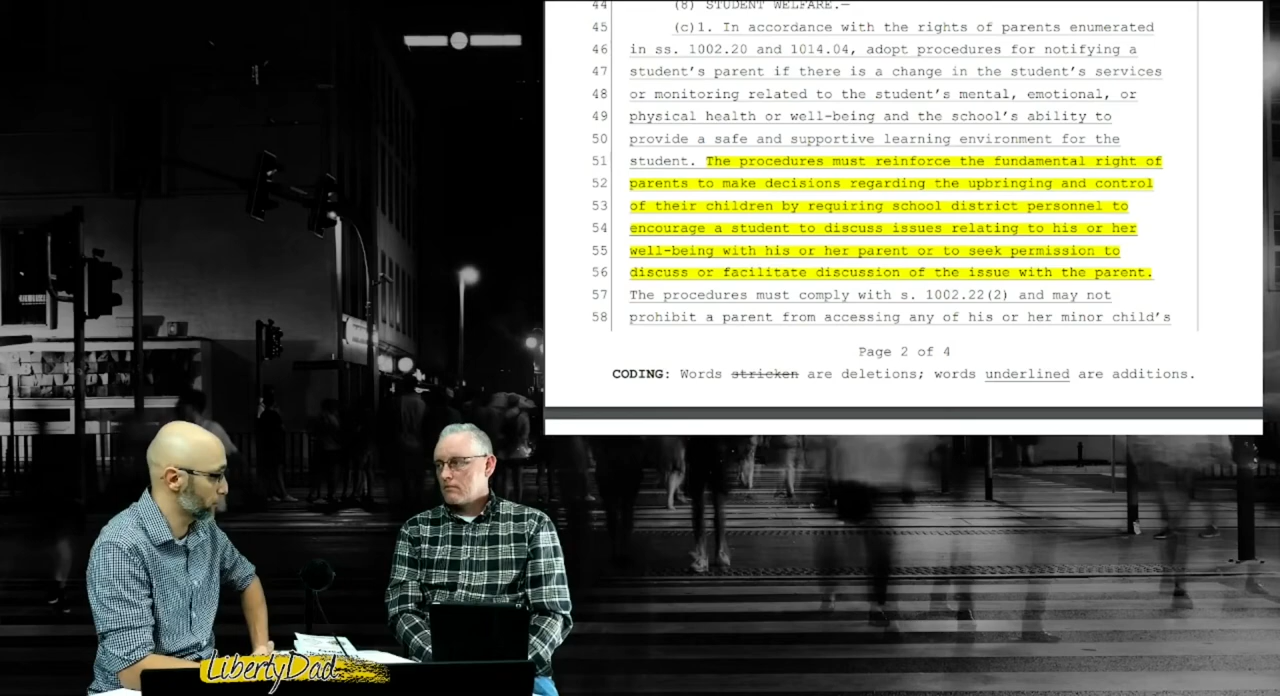 44 (8) STUDENT WELFARE.—
45 (c)1. In accordance with the rights of parents enumerated
46 in ss. 1002.20 and 1014.04, adopt procedures for notifying a
47 student's parent if there is a change in the student's services
48 or monitoring related to the student's mental, emotional, or
49 physical health or well-being and the school's ability to
50 provide a safe and supportive learning environment for the
51 student. The procedures must reinforce the fundamental right of
52 parents to make decisions regarding the upbringing and control
53 of their children by requiring school district personnel to
54 encourage a student to discuss issues relating to his or her
55 well-being with his or her parent or to seek permission to
56 discuss or facilitate discussion of the issue with the parent.
57 The procedures must comply with s. 1002.22(2) and may not
58 prohibit a parent from accessing any of his or her minor child's
Page 2 of 4
CODING: Words stricken are deletions; words underlined are additions.
LibertyDad